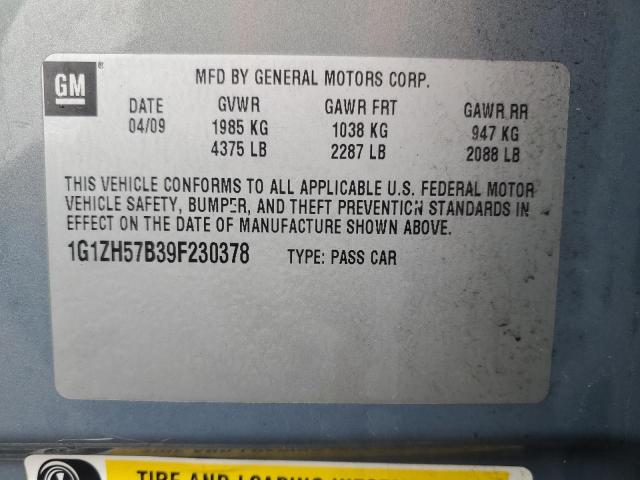 GM®
MFD BY GENERAL MOTORS CORP.
DATE GVWR GAWR FRT GAWR RR
04/09 1985 KG 1038 KG 947 KG
4375 LB 2287 LB 2088 LB
THIS VEHICLE CONFORMS TO ALL APPLICABLE U.S. FEDERAL MOTOR
VEHICLE SAFETY, BUMPER, AND THEFT PREVENTION STANDARDS IN
EFFECT ON THE DATE OF MANUFACTURE SHOWN ABOVE.
1G1ZH57B39F230378 TYPE: PASS CAR
TIRE AND LOADING